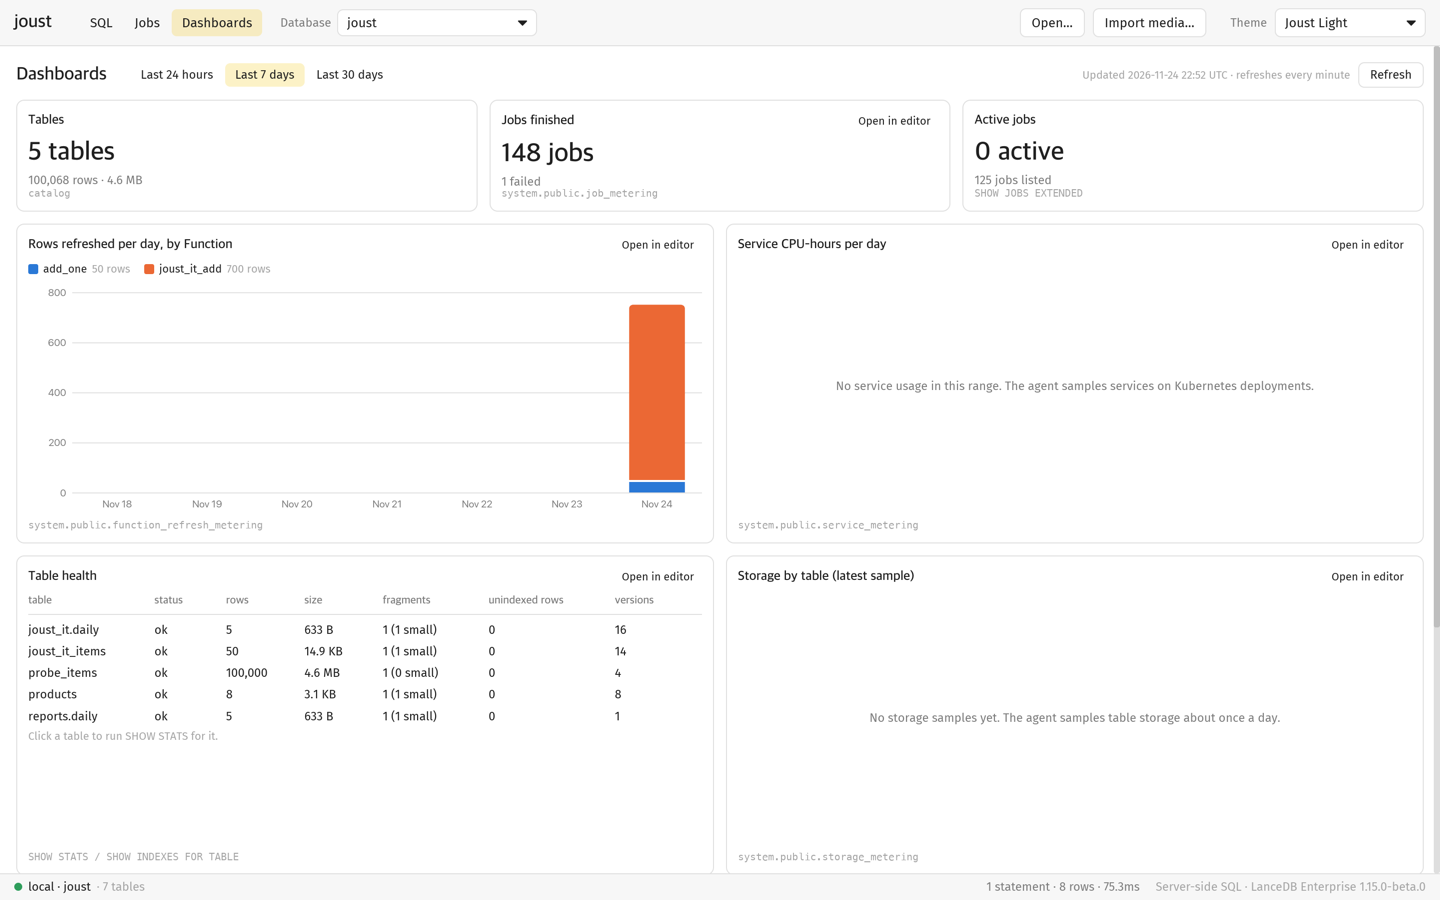 joust SQL Jobs Dashboards Database joust Open... Import media... Theme Joust Light
Dashboards Last 24 hours Last 7 days Last 30 days Updated 2026-11-24 22:52 UTC · refreshes every minute Refresh
Tables
5 tables
100,068 rows · 4.6 MB
catalog
Jobs finished Open in editor
148 jobs
1 failed
system.public.job_metering
Active jobs
0 active
125 jobs listed
SHOW JOBS EXTENDED
Rows refreshed per day, by Function Open in editor
add_one 50 rows joust_it_add 700 rows
800
600
400
200
0
Nov 18 Nov 19 Nov 20 Nov 21 Nov 22 Nov 23 Nov 24
system.public.function_refresh_metering
Service CPU-hours per day Open in editor
No service usage in this range. The agent samples services on Kubernetes deployments.
system.public.service_metering
Table health Open in editor
table status rows size fragments unindexed rows versions
joust_it.daily ok 5 633 B 1 (1 small) 0 16
joust_it_items ok 50 14.9 KB 1 (1 small) 0 14
probe_items ok 100,000 4.6 MB 1 (0 small) 0 4
products ok 8 3.1 KB 1 (1 small) 0 8
reports.daily ok 5 633 B 1 (1 small) 0 1
Click a table to run SHOW STATS for it.
SHOW STATS / SHOW INDEXES FOR TABLE
Storage by table (latest sample) Open in editor
No storage samples yet. The agent samples table storage about once a day.
system.public.storage_metering
local · joust · 7 tables 1 statement · 8 rows · 75.3ms Server-side SQL · LanceDB Enterprise 1.15.0-beta.0